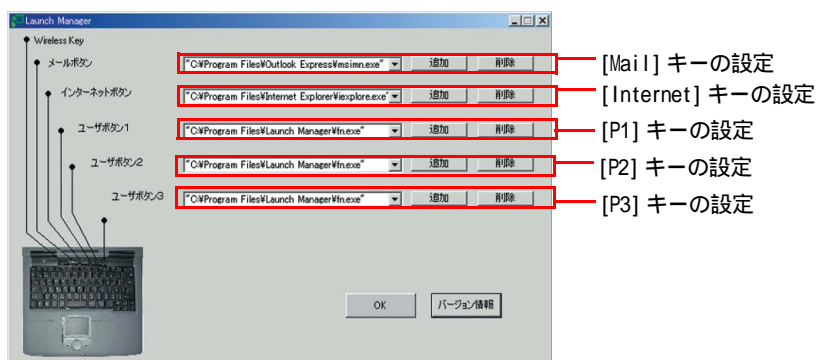 Launch Manager
Wireless Key
メールボタン "C:¥Program Files¥Outlook Express¥msimn.exe" 追加 削除 [Mail] キーの設定
インターネットボタン "C:¥Program Files¥Internet Explorer¥iexplore.exe" 追加 削除 [Internet] キーの設定
ユーザボタン1 "C:¥Program Files¥Launch Manager¥fn.exe" 追加 削除 [P1] キーの設定
ユーザボタン2 "C:¥Program Files¥Launch Manager¥fn.exe" 追加 削除 [P2] キーの設定
ユーザボタン3 "C:¥Program Files¥Launch Manager¥fn.exe" 追加 削除 [P3] キーの設定
OK バージョン情報